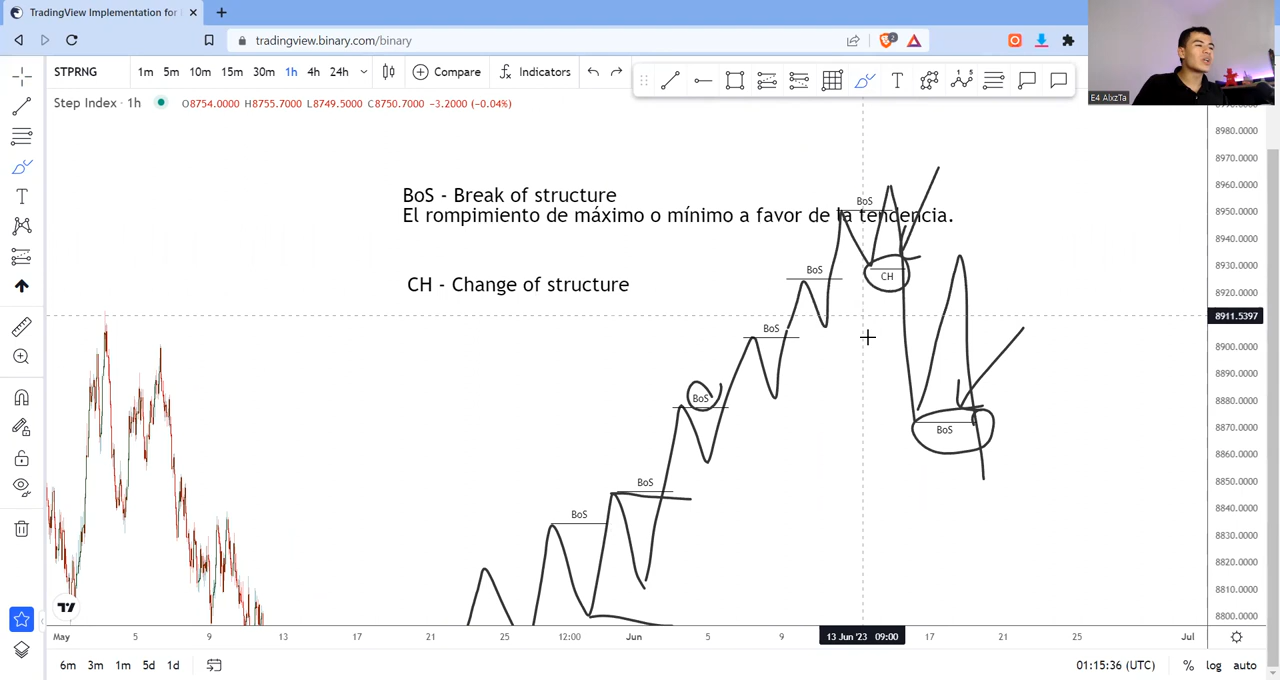 TradingView Implementation for
tradingview.binary.com/binary
2
STPRNG 1m 5m 10m 15m 30m 1h 4h 24h Compare Indicators
E4 AlxzTa
Step Index · 1h O8754.0000 H8755.7000 L8749.5000 C8750.7000 −3.2000 (−0.04%)
8980.0000
8970.0000
8960.0000
8950.0000
8940.0000
8930.0000
8920.0000
8911.5397
8900.0000
8890.0000
8880.0000
8870.0000
8860.0000
8850.0000
8840.0000
8830.0000
8820.0000
8810.0000
8800.0000
BoS - Break of structure
El rompimiento de máximo o mínimo a favor de la tendencia.
CH - Change of structure
BoS
CH
BoS
BoS
BoS
BoS
BoS
BoS
May 5 9 13 17 21 25 12:00 Jun 5 9 13 Jun '23 09:00 17 21 25 Jul
6m 3m 1m 5d 1d 01:15:36 (UTC) % log auto